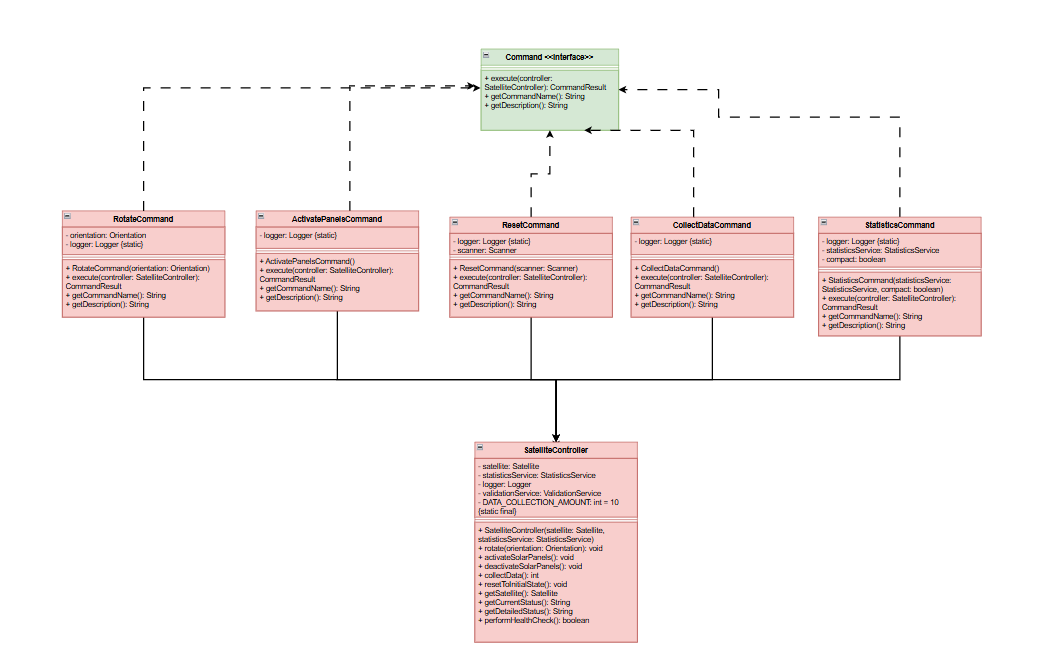 Command <<Interface>>
+ execute(controller:
SatelliteController): CommandResult
+ getCommandName(): String
+ getDescription(): String
RotateCommand
- orientation: Orientation
- logger: Logger {static}
+ RotateCommand(orientation: Orientation)
+ execute(controller: SatelliteController):
CommandResult
+ getCommandName(): String
+ getDescription(): String
ActivatePanelsCommand
- logger: Logger {static}
+ ActivatePanelsCommand()
+ execute(controller: SatelliteController):
CommandResult
+ getCommandName(): String
+ getDescription(): String
ResetCommand
- logger: Logger {static}
- scanner: Scanner
+ ResetCommand(scanner: Scanner)
+ execute(controller: SatelliteController):
CommandResult
+ getCommandName(): String
+ getDescription(): String
CollectDataCommand
- logger: Logger {static}
+ CollectDataCommand()
+ execute(controller: SatelliteController):
CommandResult
+ getCommandName(): String
+ getDescription(): String
StatisticsCommand
- logger: Logger {static}
- statisticsService: StatisticsService
- compact: boolean
+ StatisticsCommand(statisticsService:
StatisticsService, compact: boolean)
+ execute(controller: SatelliteController):
CommandResult
+ getCommandName(): String
+ getDescription(): String
SatelliteController
- satellite: Satellite
- statisticsService: StatisticsService
- logger: Logger
- validationService: ValidationService
- DATA_COLLECTION_AMOUNT: int = 10
{static final}
+ SatelliteController(satellite: Satellite,
statisticsService: StatisticsService)
+ rotate(orientation: Orientation): void
+ activateSolarPanels(): void
+ deactivateSolarPanels(): void
+ collectData(): int
+ resetToInitialState(): void
+ getSatellite(): Satellite
+ getCurrentStatus(): String
+ getDetailedStatus(): String
+ performHealthCheck(): boolean